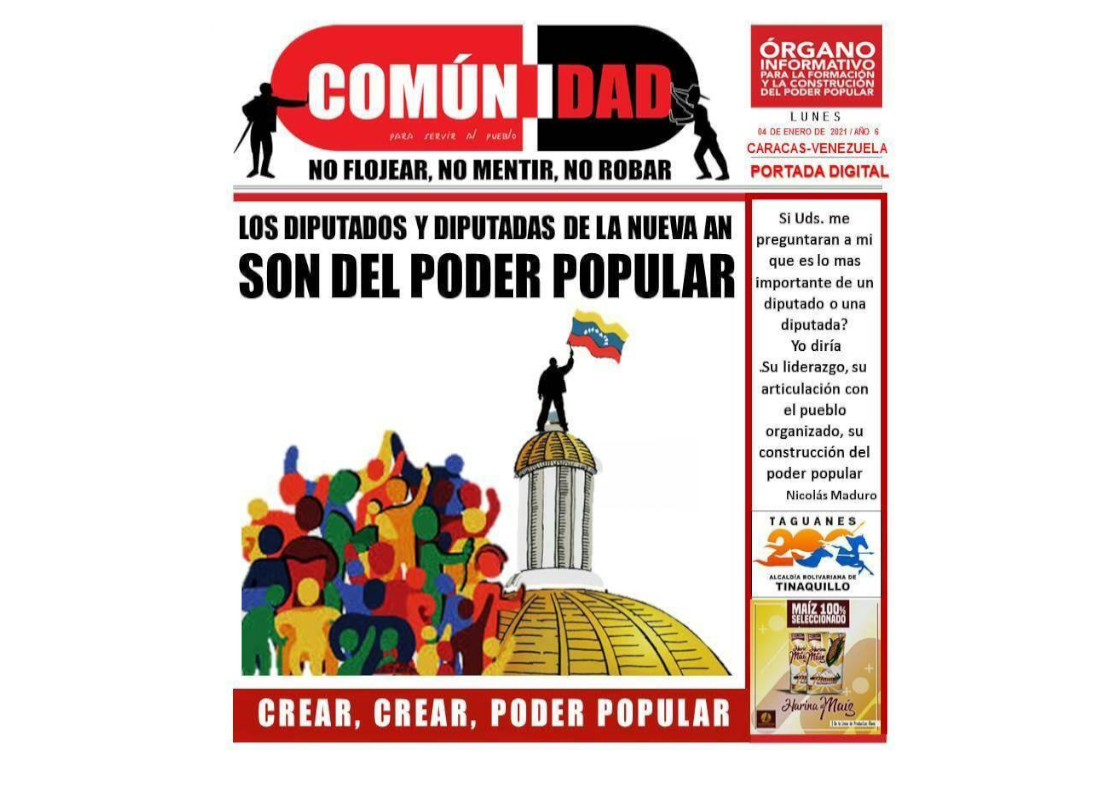 COMÚNIDAD
PARA SERVIR AL PUEBLO
NO FLOJEAR, NO MENTIR, NO ROBAR
ÓRGANO
INFORMATIVO
PARA LA FORMACIÓN
Y LA CONSTRUCIÓN
DEL PODER POPULAR
LUNES
04 DE ENERO DE 2021 / AÑO 6
CARACAS-VENEZUELA
PORTADA DIGITAL
LOS DIPUTADOS Y DIPUTADAS DE LA NUEVA AN
SON DEL PODER POPULAR
CREAR, CREAR, PODER POPULAR
Si Uds. me
preguntaran a mi
que es lo mas
importante de un
diputado o una
diputada?
Yo diría
.Su liderazgo, su
articulación con
el pueblo
organizado, su
construcción del
poder popular
Nicolás Maduro
TAGUANES
200
ALCALDÍA BOLIVARIANA DE
TINAQUILLO
MAÍZ 100%
SELECCIONADO
Harina Maíz